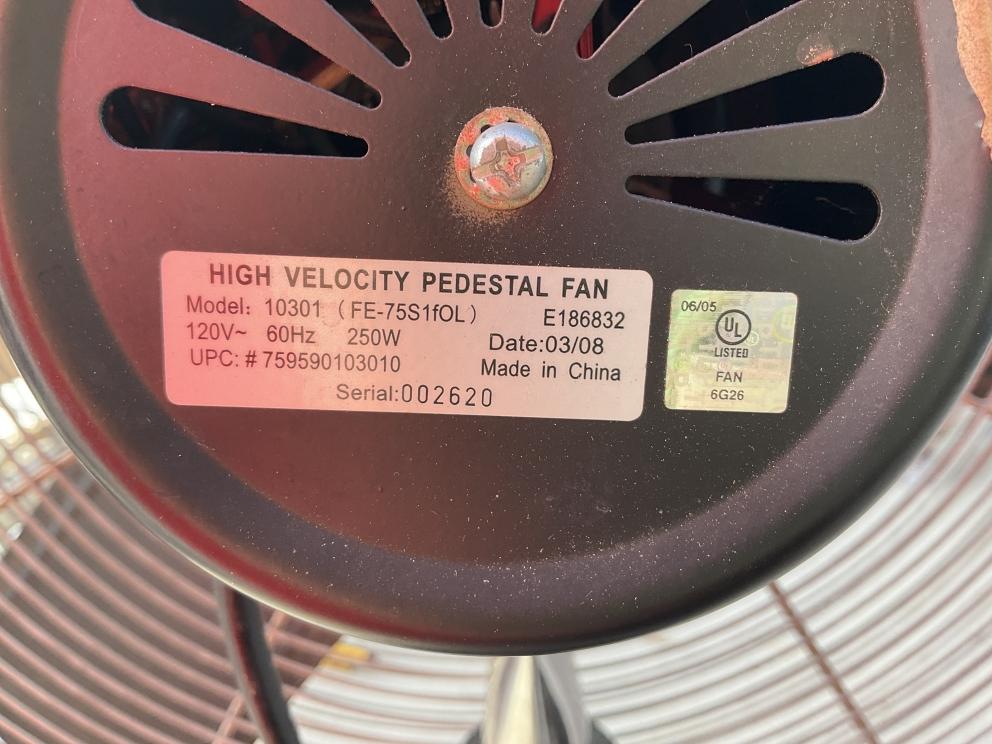 HIGH VELOCITY PEDESTAL FAN
Model: 10301 (FE-75S1fOL) E186832
120V~ 60Hz 250W Date:03/08
UPC: # 759590103010 Made in China
Serial:002620
06/05
UL
LISTED
FAN
6G26